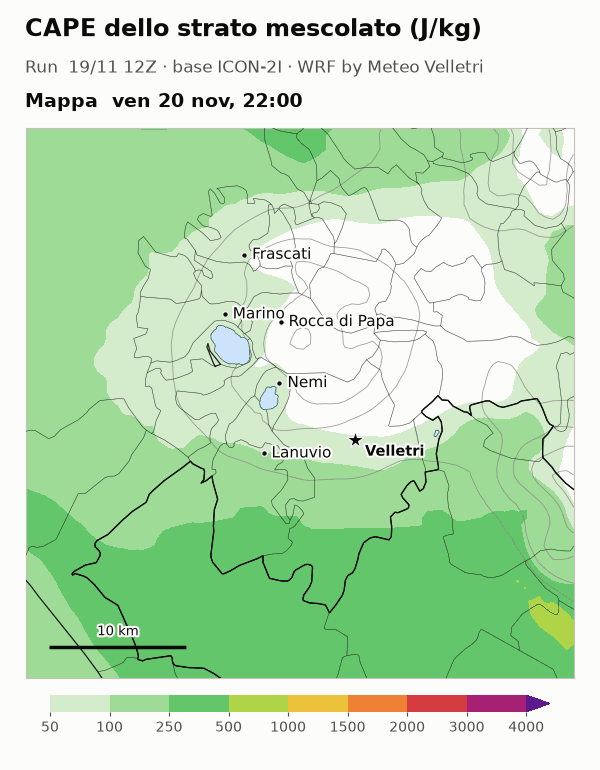 CAPE dello strato mescolato (J/kg)
Run  19/11 12Z · base ICON-2I · WRF by Meteo Velletri
Mappa  ven 20 nov, 22:00
Frascati
Marino
Rocca di Papa
Nemi
Velletri
Lanuvio
10 km
50 100 250 500 1000 1500 2000 3000 4000